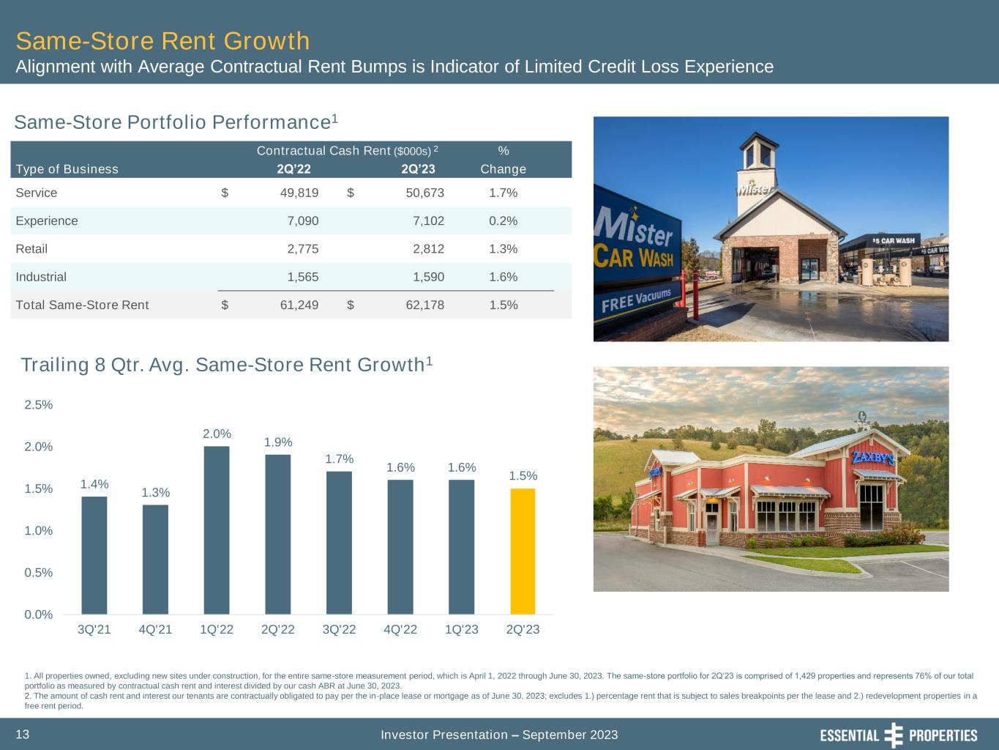 Same-Store Rent Growth
Alignment with Average Contractual Rent Bumps is Indicator of Limited Credit Loss Experience
Same-Store Portfolio Performance1
Contractual Cash Rent ($000s) 2 %
Type of Business 2Q’22 2Q’23 Change
Service $ 49,819 $ 50,673 1.7%
Experience 7,090 7,102 0.2%
Retail 2,775 2,812 1.3%
Industrial 1,565 1,590 1.6%
Total Same-Store Rent $ 61,249 $ 62,178 1.5%
Mister
Mister
CAR WASH
FREE Vacuums
$5 CAR WASH
$5 CAR WAS
Trailing 8 Qtr. Avg. Same-Store Rent Growth1
2.5%
2.0%
1.5%
1.0%
0.5%
0.0%
1.4%
1.3%
2.0%
1.9%
1.7%
1.6%
1.6%
1.5%
3Q'21 4Q'21 1Q'22 2Q'22 3Q'22 4Q'22 1Q'23 2Q'23
ZAXBY'S
1. All properties owned, excluding new sites under construction, for the entire same-store measurement period, which is April 1, 2022 through June 30, 2023. The same-store portfolio for 2Q’23 is comprised of 1,429 properties and represents 76% of our total
portfolio as measured by contractual cash rent and interest divided by our cash ABR at June 30, 2023.
2. The amount of cash rent and interest our tenants are contractually obligated to pay per the in-place lease or mortgage as of June 30, 2023; excludes 1.) percentage rent that is subject to sales breakpoints per the lease and 2.) redevelopment properties in a
free rent period.
13
Investor Presentation – September 2023
ESSENTIAL PROPERTIES